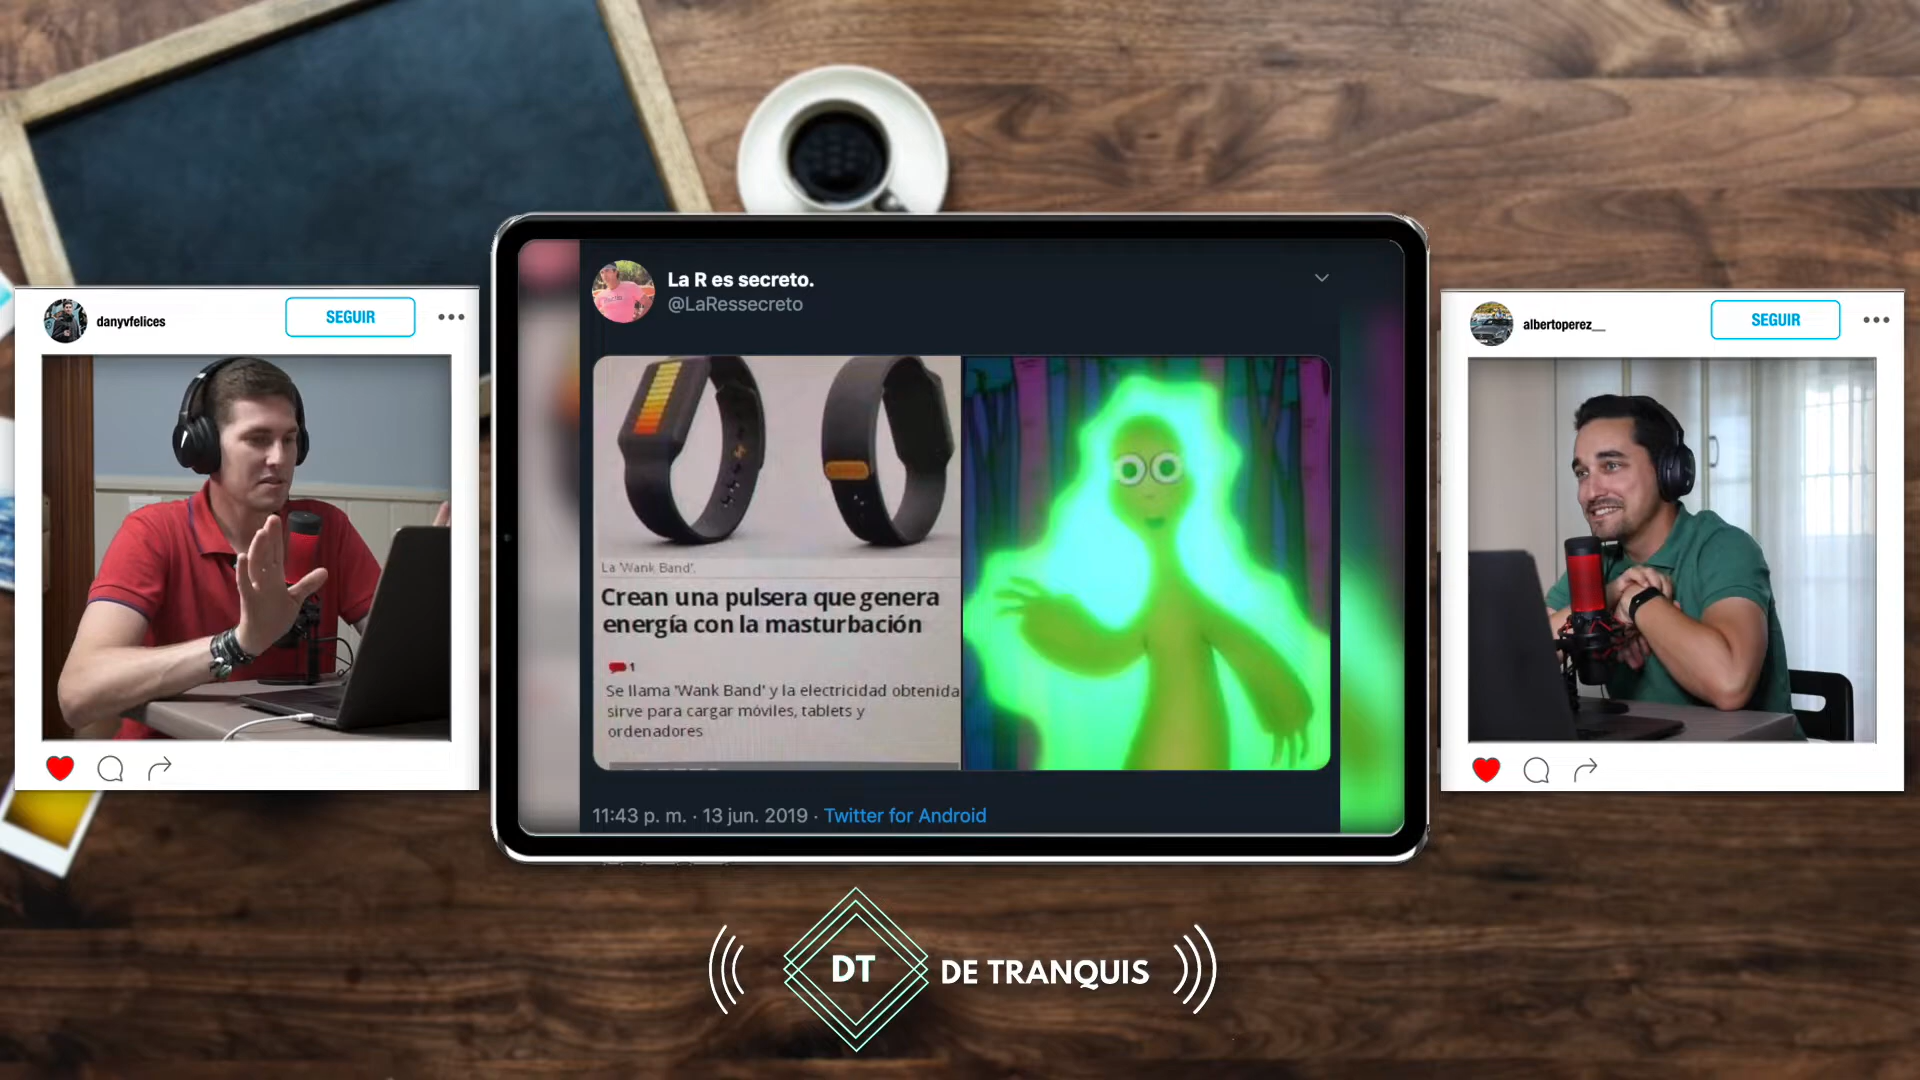 La R es secreto.
@LaRessecreto
danyvfelices
SEGUIR
La 'Wank Band'.
Crean una pulsera que genera
energía con la masturbación
1
Se llama 'Wank Band' y la electricidad obtenida
sirve para cargar móviles, tablets y
ordenadores
11:43 p. m. · 13 jun. 2019 · Twitter for Android
albertoperez__
SEGUIR
DT
DE TRANQUIS